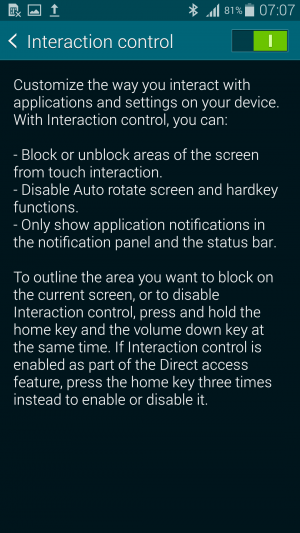 81% 07:07
Interaction control
Customize the way you interact with
applications and settings on your device.
With Interaction control, you can:
- Block or unblock areas of the screen
from touch interaction.
- Disable Auto rotate screen and hardkey
functions.
- Only show application notifications in
the notification panel and the status bar.
To outline the area you want to block on
the current screen, or to disable
Interaction control, press and hold the
home key and the volume down key at
the same time. If Interaction control is
enabled as part of the Direct access
feature, press the home key three times
instead to enable or disable it.